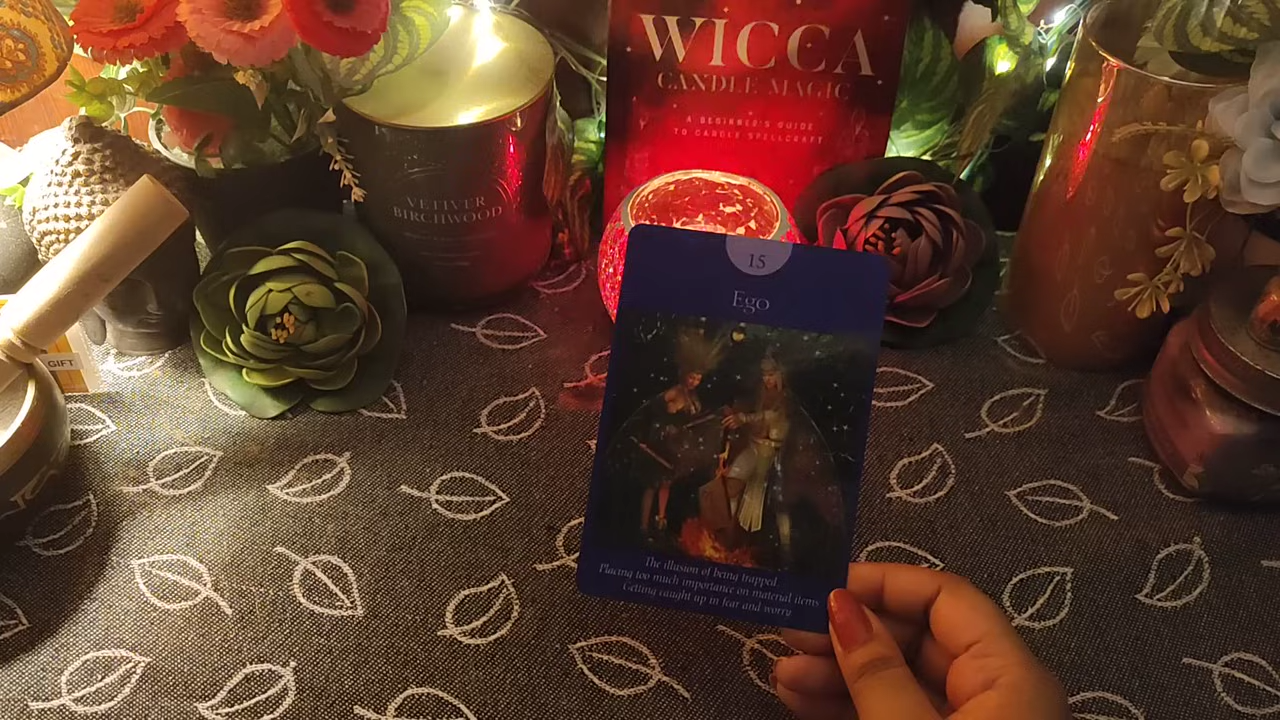 WICCA
CANDLE MAGIC
A BEGINNER'S GUIDE
TO CANDLE SPELLCRAFT
VETIVER
BIRCHWOOD
GIFT
15
Ego
The illusion of being trapped
Placing too much importance on material items
Getting caught up in fear and worry